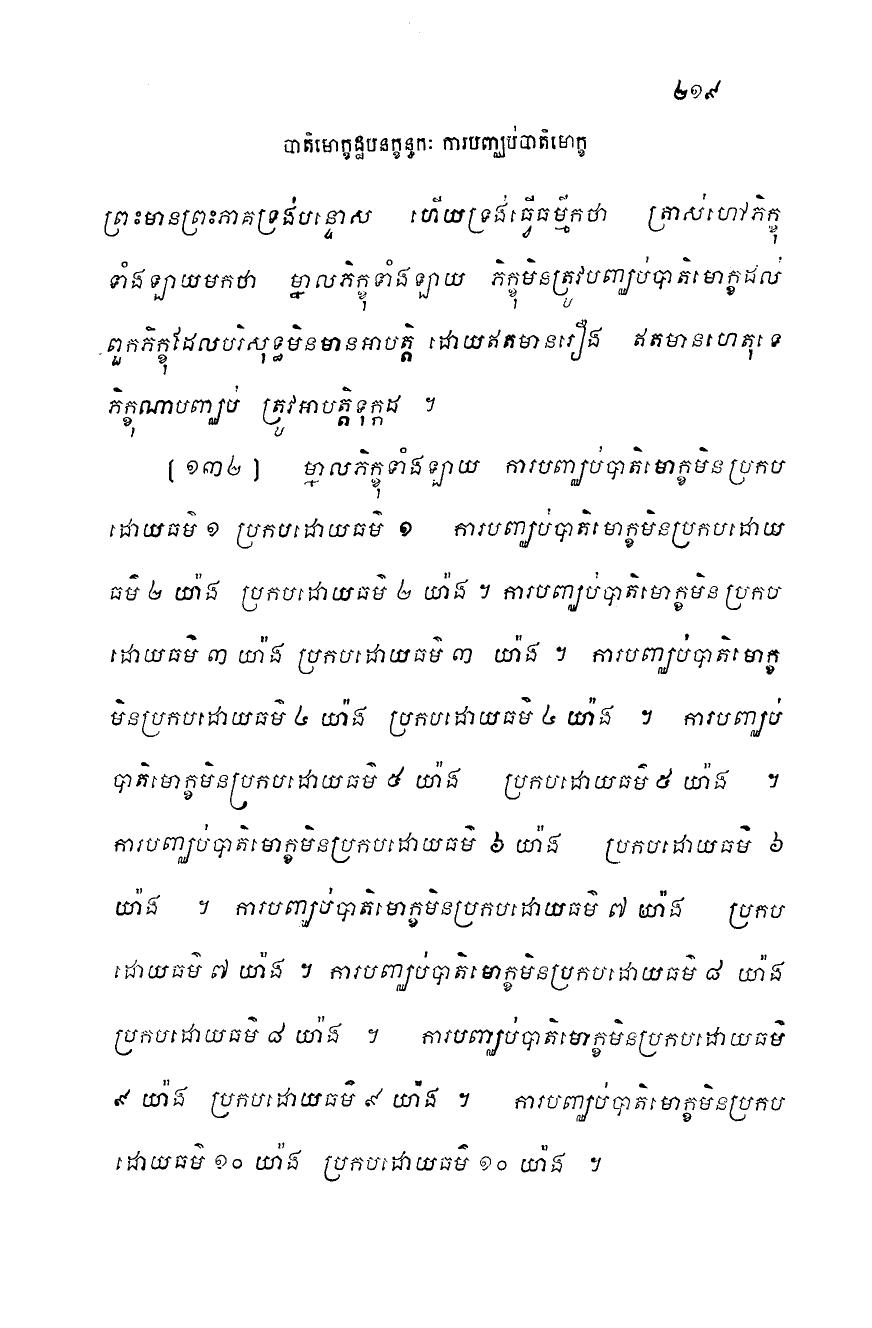 ២១៩
បាតិមោក្ខដ្ឋបនក្ខន្ធកៈ ការបញ្ឈប់បាតិមោក្ខ
ព្រះមានព្រះភាគទ្រង់បន្ទោស ហើយទ្រង់ធ្វើធម្មីកថា ត្រាស់ហៅភិក្ខុ
ទាំងឡាយមកថា ម្នាលភិក្ខុទាំងឡាយ ភិក្ខុមិនត្រូវបញ្ឈប់បាតិមោក្ខដល់
ពួកភិក្ខុដែលបរិសុទ្ធមិនមានអាបត្តិ ដោយឥតមានរឿង ឥតមានហេតុទេ
ភិក្ខុណាបញ្ឈប់ ត្រូវអាបត្តិទុក្កដ ។
[ ១៣២ ] ម្នាលភិក្ខុទាំងឡាយ ការបញ្ឈប់បាតិមោក្ខមិនប្រកប
ដោយធម៌ ១ ប្រកបដោយធម៌ ១ ការបញ្ឈប់បាតិមោក្ខមិនប្រកបដោយ
ធម៌ ២ យ៉ាង ប្រកបដោយធម៌ ២ យ៉ាង ។ ការបញ្ឈប់បាតិមោក្ខមិនប្រកប
ដោយធម៌ ៣ យ៉ាង ប្រកបដោយធម៌ ៣ យ៉ាង ។ ការបញ្ឈប់បាតិមោក្ខ
មិនប្រកបដោយធម៌ ៤ យ៉ាង ប្រកបដោយធម៌ ៤ យ៉ាង ។ ការបញ្ឈប់
បាតិមោក្ខមិនប្រកបដោយធម៌ ៥ យ៉ាង ប្រកបដោយធម៌ ៥ យ៉ាង ។
ការបញ្ឈប់បាតិមោក្ខមិនប្រកបដោយធម៌ ៦ យ៉ាង ប្រកបដោយធម៌ ៦
យ៉ាង ។ ការបញ្ឈប់បាតិមោក្ខមិនប្រកបដោយធម៌ ៧ យ៉ាង ប្រកប
ដោយធម៌ ៧ យ៉ាង ។ ការបញ្ឈប់បាតិមោក្ខមិនប្រកបដោយធម៌ ៨ យ៉ាង
ប្រកបដោយធម៌ ៨ យ៉ាង ។ ការបញ្ឈប់បាតិមោក្ខមិនប្រកបដោយធម៌
៩ យ៉ាង ប្រកបដោយធម៌ ៩ យ៉ាង ។ ការបញ្ឈប់បាតិមោក្ខមិនប្រកប
ដោយធម៌ ១០ យ៉ាង ប្រកបដោយធម៌ ១០ យ៉ាង ។